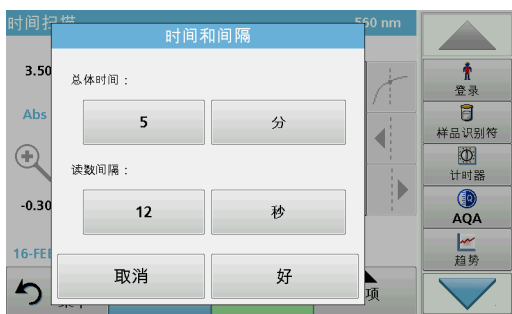 时间扫描
560 nm
时间和间隔
3.50
总体时间：
登录
Abs
5
分
样品识别符
读数间隔：
计时器
-0.30
12
秒
AQA
趋势
16-FE
取消
好
项